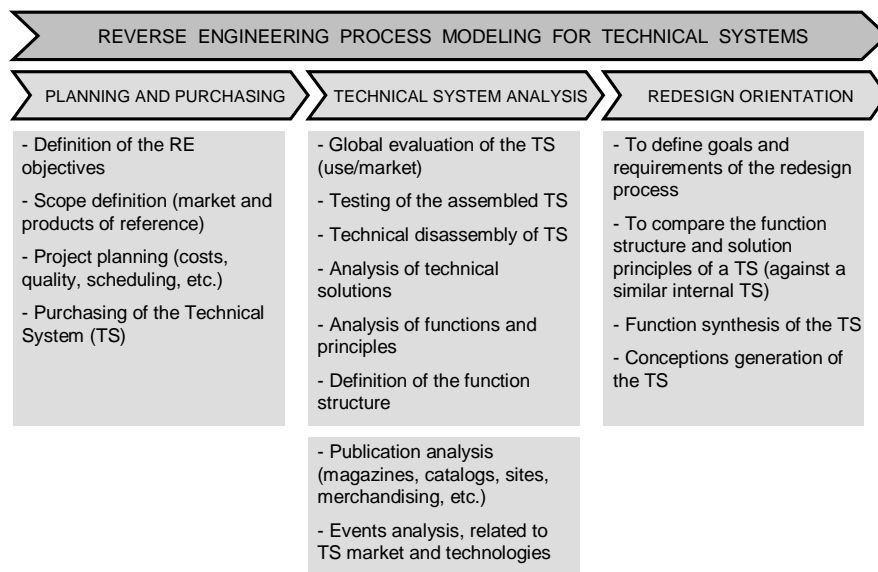 REVERSE ENGINEERING PROCESS MODELING FOR TECHNICAL SYSTEMS
PLANNING AND PURCHASING
- Definition of the RE
objectives
- Scope definition (market and
products of reference)
- Project planning (costs,
quality, scheduling, etc.)
- Purchasing of the Technical
System (TS)
TECHNICAL SYSTEM ANALYSIS
- Global evaluation of the TS
(use/market)
- Testing of the assembled TS
- Technical disassembly of TS
- Analysis of technical
solutions
- Analysis of functions and
principles
- Definition of the function
structure
- Publication analysis
(magazines, catalogs, sites,
merchandising, etc.)
- Events analysis, related to
TS market and technologies
REDESIGN ORIENTATION
- To define goals and
requirements of the redesign
process
- To compare the function
structure and solution
principles of a TS (against a
similar internal TS)
- Function synthesis of the TS
- Conceptions generation of
the TS